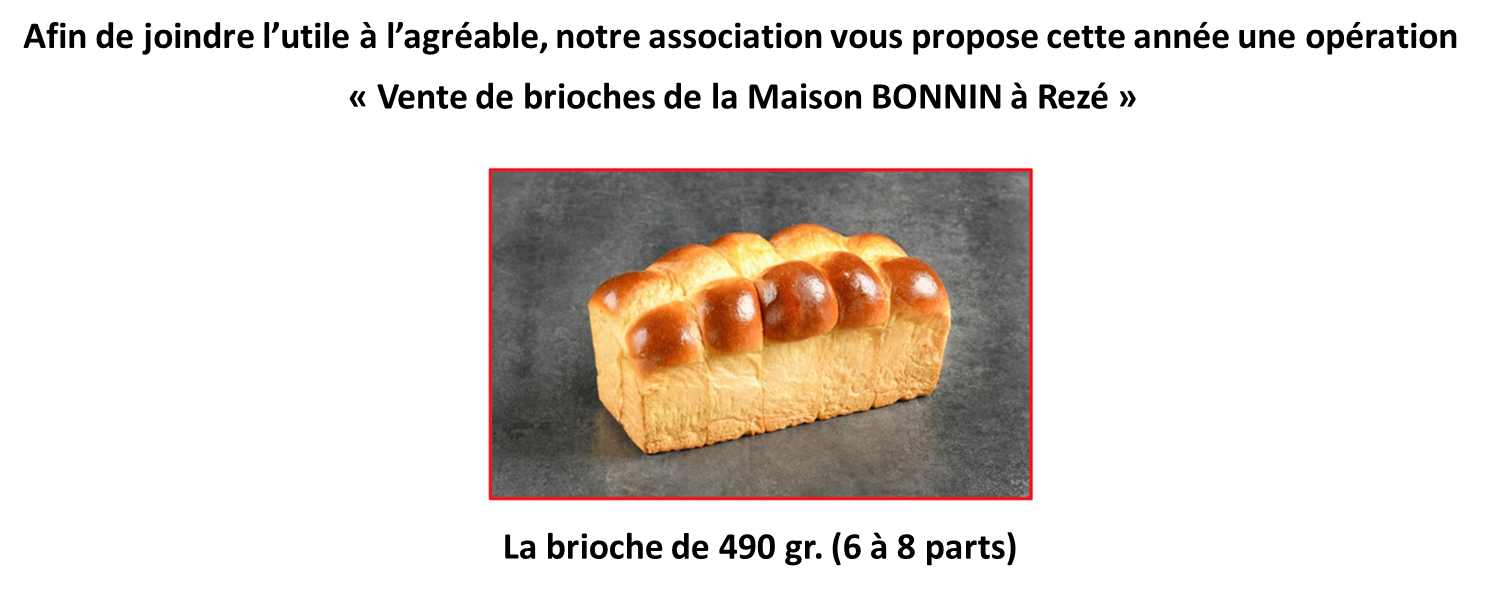 Afin de joindre l’utile à l’agréable, notre association vous propose cette année une opération
« Vente de brioches de la Maison BONNIN à Rezé »
La brioche de 490 gr. (6 à 8 parts)